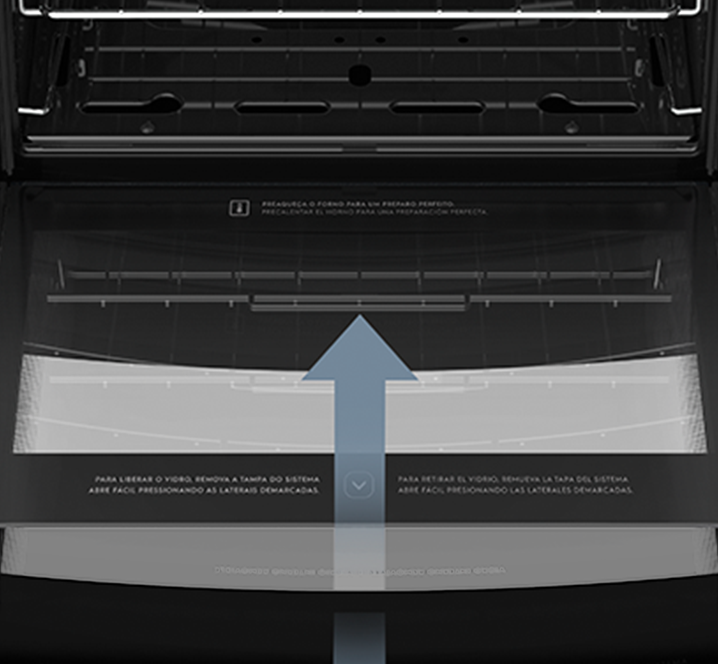 PREAQUEÇA O FORNO PARA UM PREPARO PERFEITO.
PRECALENTAR EL HORNO PARA UNA PREPARACIÓN PERFECTA.
PARA LIBERAR O VIDRO, REMOVA A TAMPA DO SISTEMA
ABRE FÁCIL PRESSIONANDO AS LATERAIS DEMARCADAS.
PARA RETIRAR EL VIDRIO, REMUEVA LA TAPA DEL SISTEMA
ABRE FÁCIL PRESIONANDO LAS LATERALES DEMARCADAS.